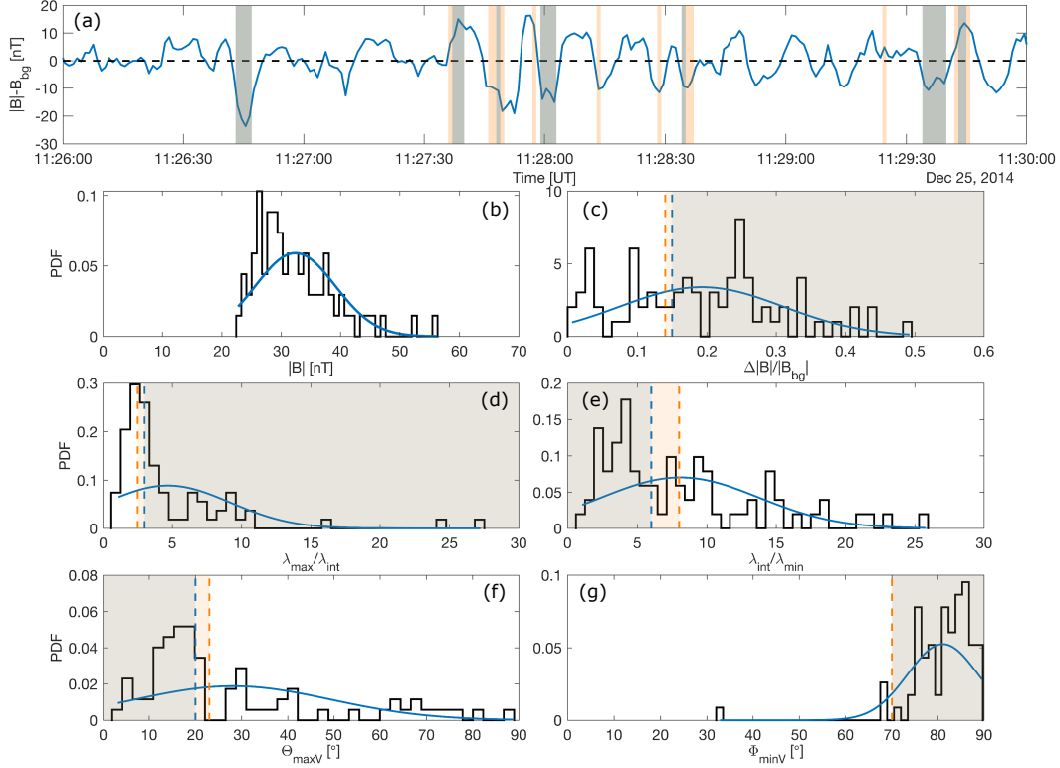 (a)
|B|-B_bg [nT]
20
10
0
-10
-20
-30
11:26:00 11:26:30 11:27:00 11:27:30 11:28:00 11:28:30 11:29:00 11:29:30 11:30:00
Time [UT]
Dec 25, 2014
(b)
PDF
0.1
0.05
0
0 10 20 30 40 50 60 70
|B| [nT]
(c)
10
5
0
0 0.1 0.2 0.3 0.4 0.5 0.6
Δ|B|/|B_bg|
(d)
PDF
0.3
0.2
0.1
0
0 5 10 15 20 25 30
λ_max/λ_int
(e)
0.2
0.15
0.1
0.05
0
0 5 10 15 20 25 30
λ_int/λ_min
(f)
PDF
0.08
0.06
0.04
0.02
0
0 10 20 30 40 50 60 70 80 90
Θ_maxV [°]
(g)
0.1
0.05
0
0 10 20 30 40 50 60 70 80 90
Φ_minV [°]